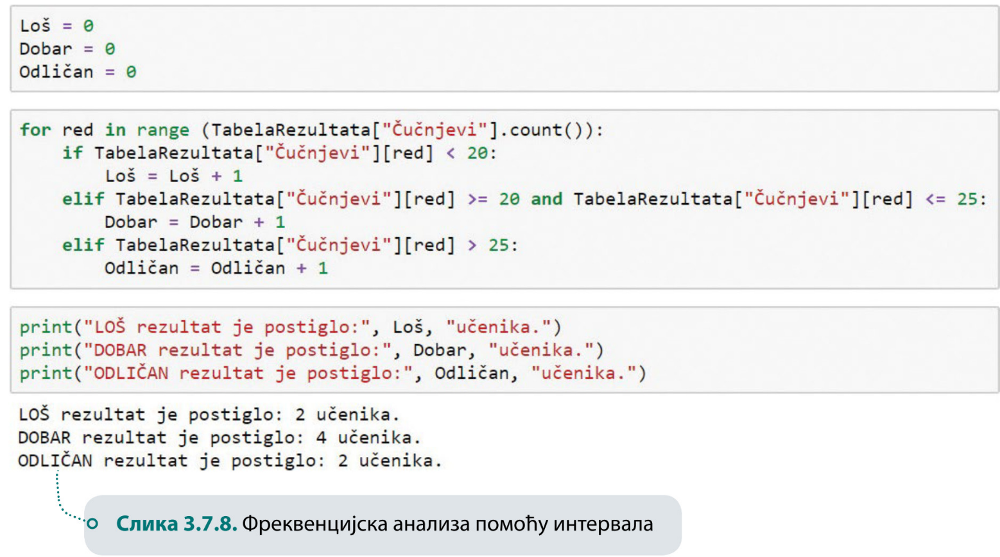 Loš = 0
Dobar = 0
Odličan = 0
for red in range (TabelaRezultata["Čučnjevi"].count()):
    if TabelaRezultata["Čučnjevi"][red] < 20:
        Loš = Loš + 1
    elif TabelaRezultata["Čučnjevi"][red] >= 20 and TabelaRezultata["Čučnjevi"][red] <= 25:
        Dobar = Dobar + 1
    elif TabelaRezultata["Čučnjevi"][red] > 25:
        Odličan = Odličan + 1
print("LOŠ rezultat je postiglo:", Loš, "učenika.")
print("DOBAR rezultat je postiglo:", Dobar, "učenika.")
print("ODLIČAN rezultat je postiglo:", Odličan, "učenika.")
LOŠ rezultat je postiglo: 2 učenika.
DOBAR rezultat je postiglo: 4 učenika.
ODLIČAN rezultat je postiglo: 2 učenika.
Слика 3.7.8. Фреквенцијска анализа помоћу интервала